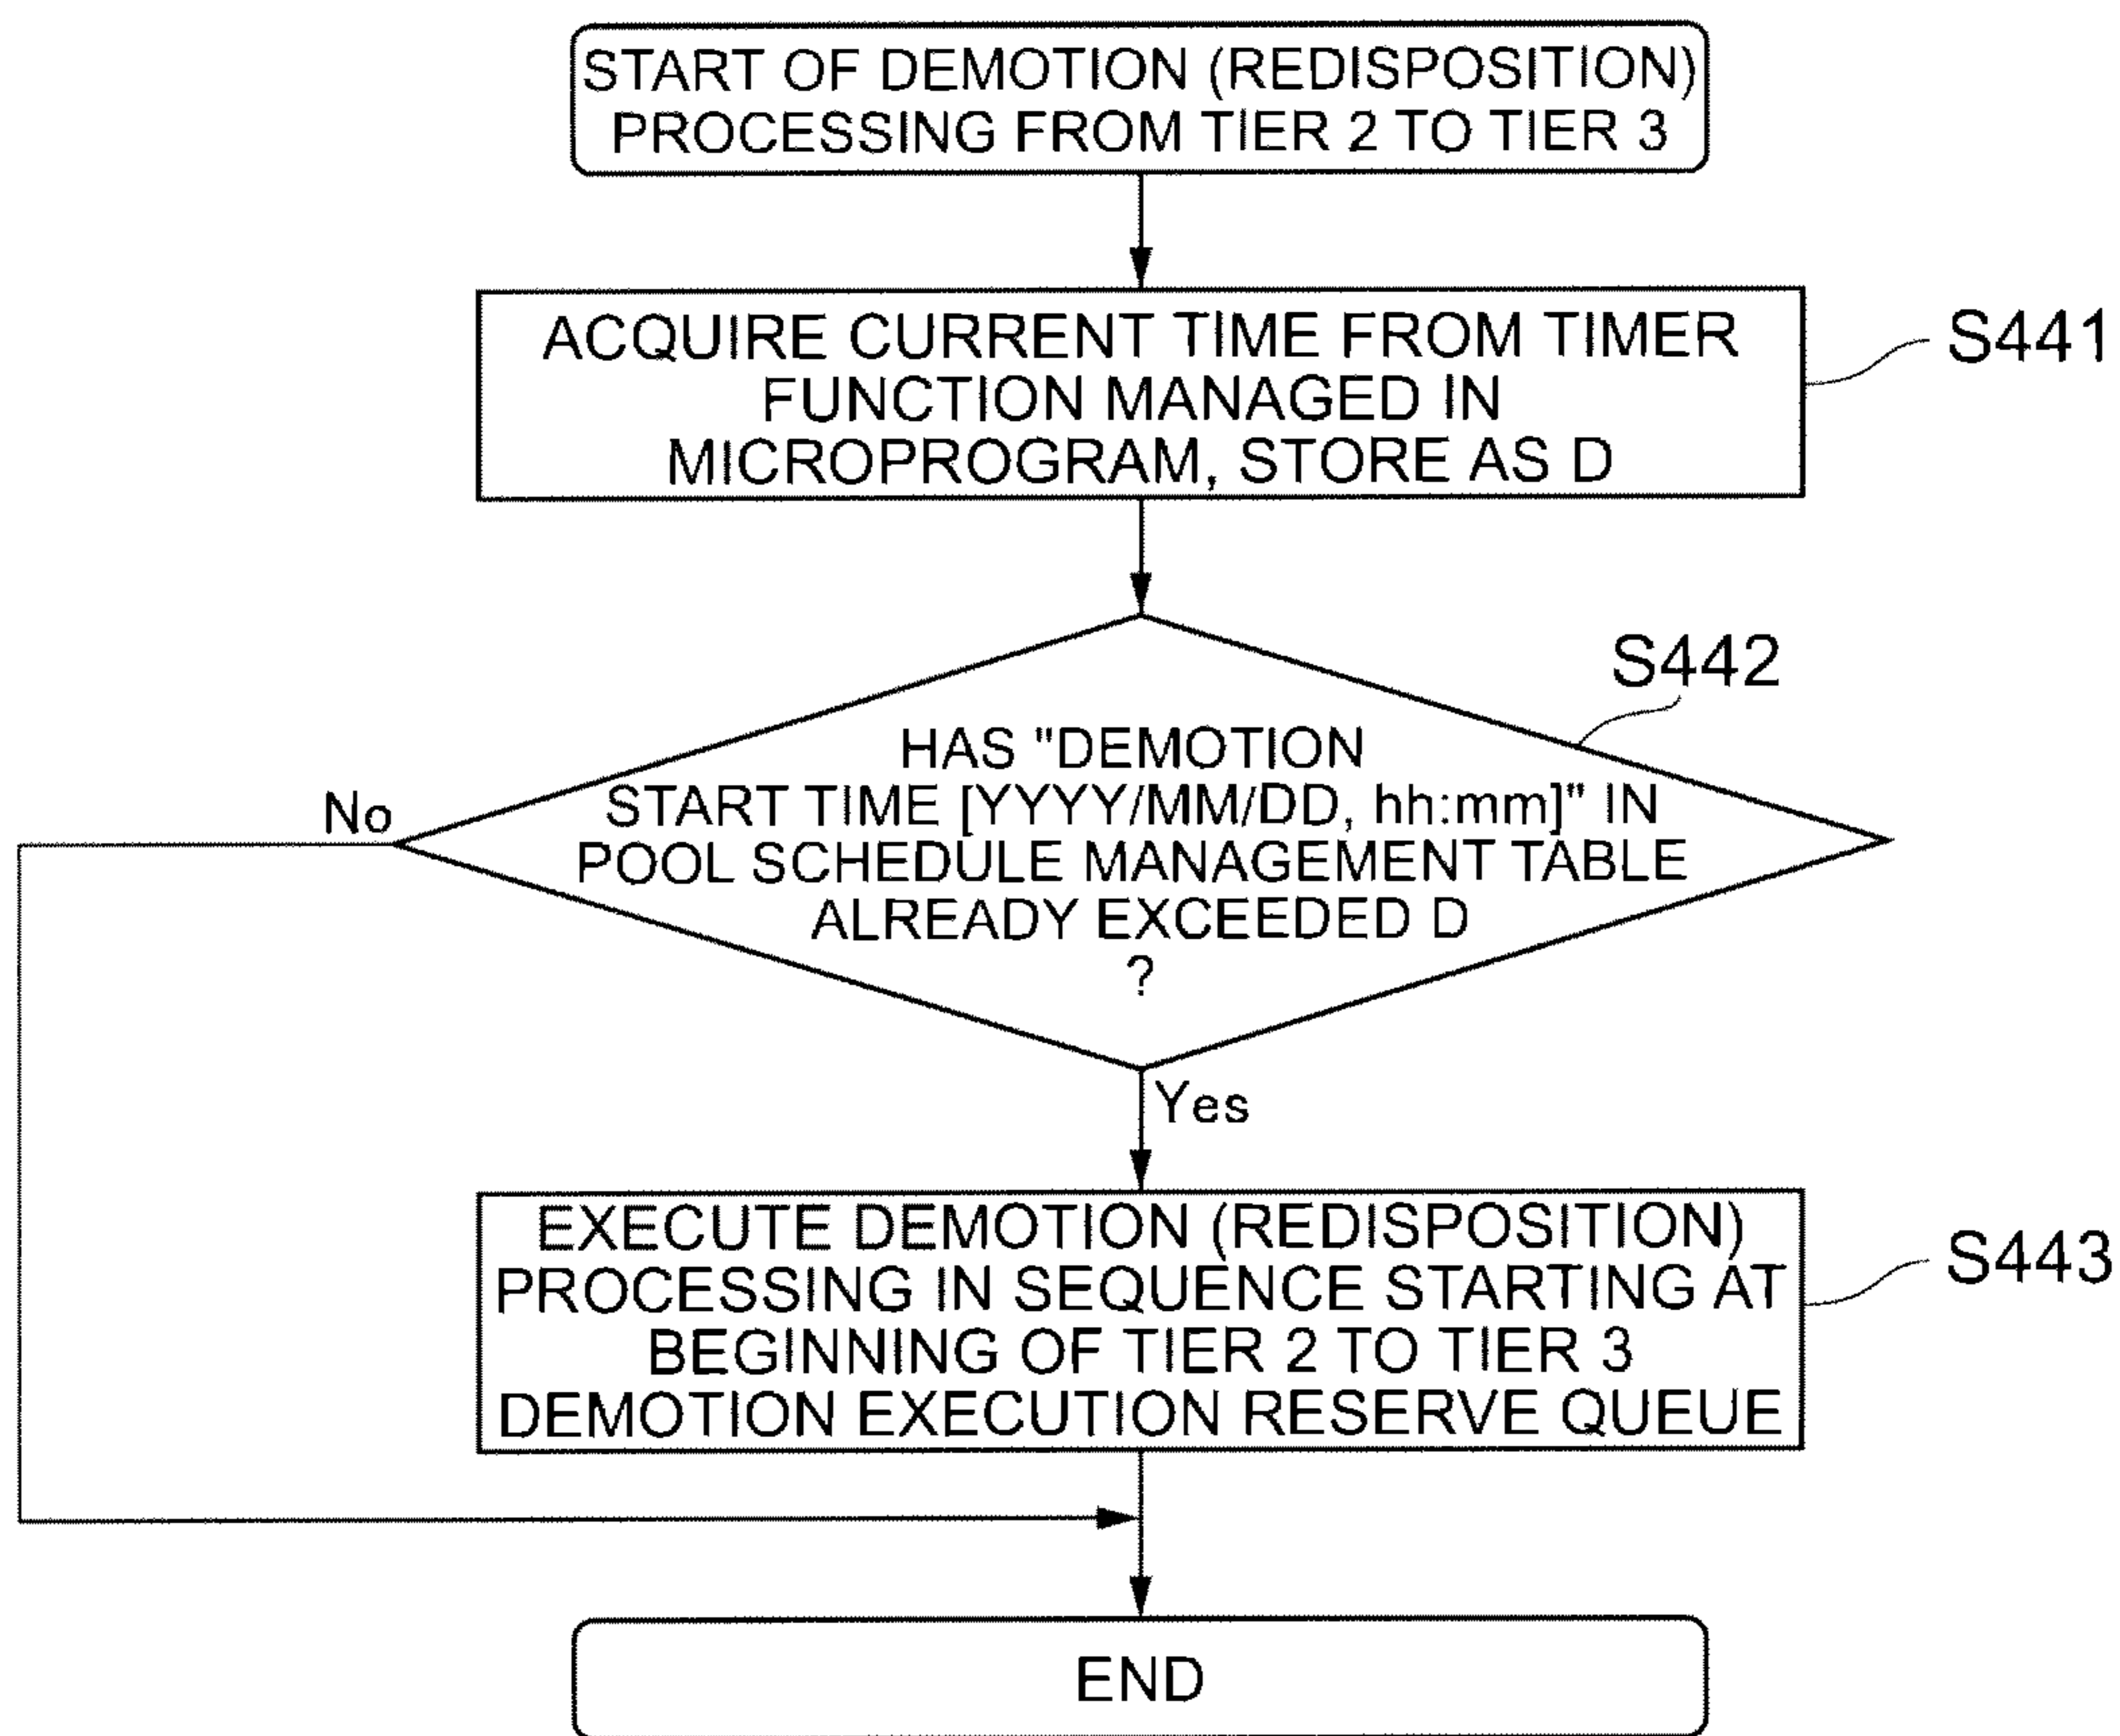 START OF DEMOTION (REDISPOSITION)
PROCESSING FROM TIER 2 TO TIER 3
ACQUIRE CURRENT TIME FROM TIMER
FUNCTION MANAGED IN
MICROPROGRAM, STORE AS D
S441
S442
HAS "DEMOTION
START TIME [YYYY/MM/DD, hh:mm]" IN
POOL SCHEDULE MANAGEMENT TABLE
ALREADY EXCEEDED D
?
No
Yes
EXECUTE DEMOTION (REDISPOSITION)
PROCESSING IN SEQUENCE STARTING AT
BEGINNING OF TIER 2 TO TIER 3
DEMOTION EXECUTION RESERVE QUEUE
S443
END